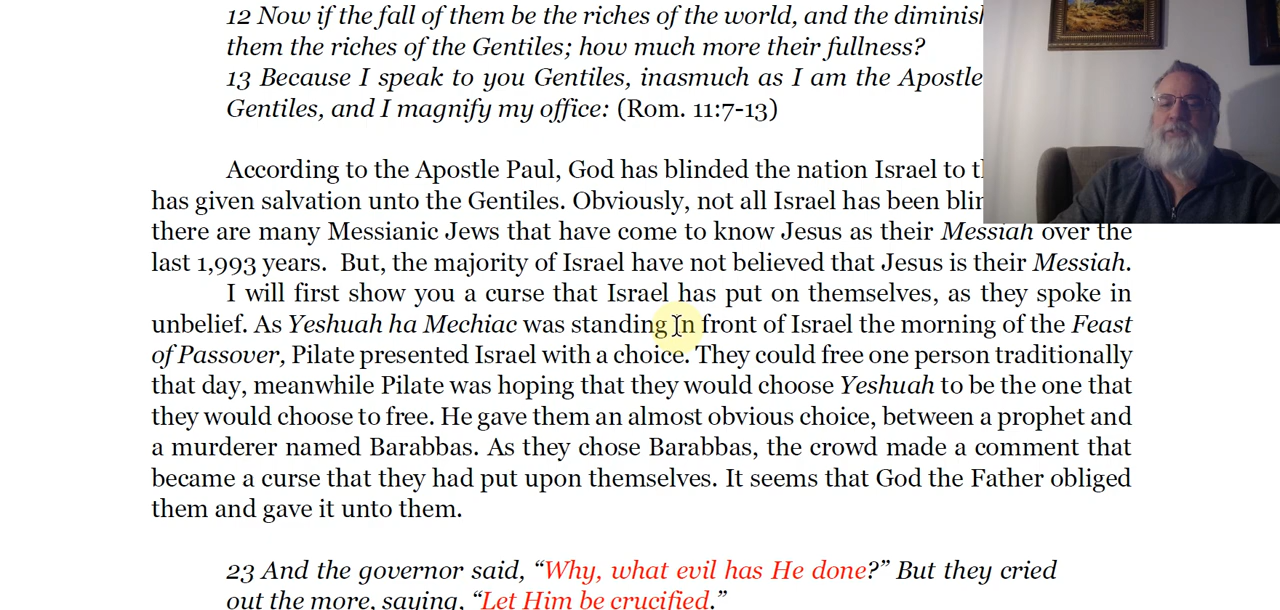 12 Now if the fall of them be the riches of the world, and the
them the riches of the Gentiles; how much more their fullness?
13 Because I speak to you Gentiles, inasmuch as I am the Apostle
Gentiles, and I magnify my office: (Rom. 11:7-13)
According to the Apostle Paul, God has blinded the nation Israel to
has given salvation unto the Gentiles. Obviously, not all Israel has been
there are many Messianic Jews that have come to know Jesus as their Messiah over the
last 1,993 years. But, the majority of Israel have not believed that Jesus is their Messiah.
I will first show you a curse that Israel has put on themselves, as they spoke in
unbelief. As Yeshuah ha Mechiac was standing in front of Israel the morning of the Feast
of Passover, Pilate presented Israel with a choice. They could free one person traditionally
that day, meanwhile Pilate was hoping that they would choose Yeshuah to be the one that
they would choose to free. He gave them an almost obvious choice, between a prophet and
a murderer named Barabbas. As they chose Barabbas, the crowd made a comment that
became a curse that they had put upon themselves. It seems that God the Father obliged
them and gave it unto them.
23 And the governor said, “Why, what evil has He done?” But they cried
out the more, saying, “Let Him be crucified.”